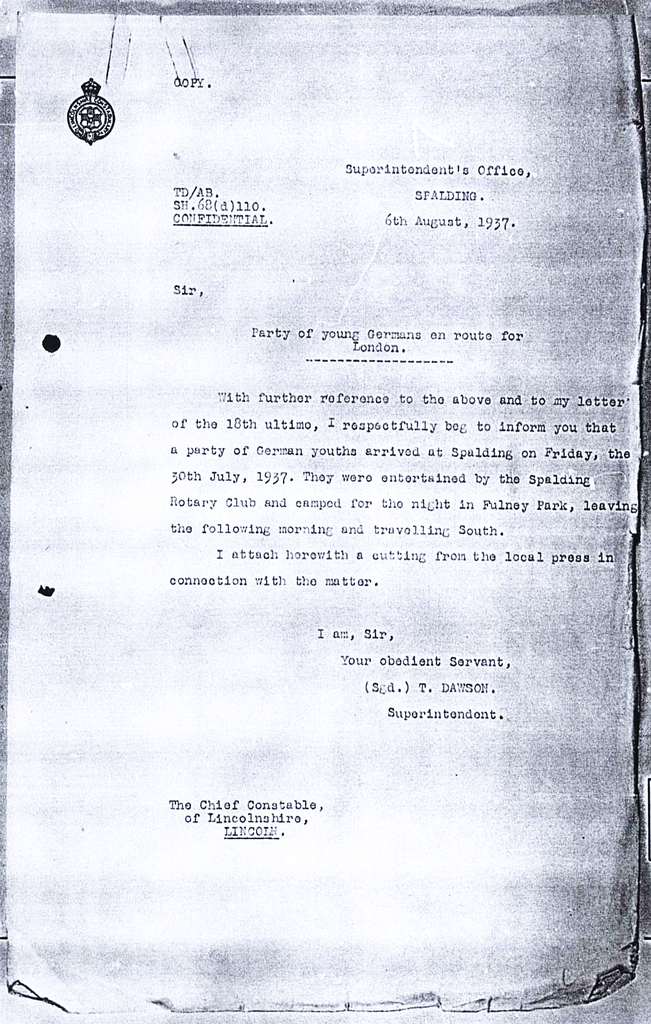 COPY.
Superintendent's Office,
SPALDING.
6th August, 1937.
TD/AB.
SH.68(d)110.
CONFIDENTIAL.
Sir,
Party of young Germans en route for
London.
With further reference to the above and to my letter
of the 18th ultimo, I respectfully beg to inform you that
a party of German youths arrived at Spalding on Friday, the
30th July, 1937. They were entertained by the Spalding
Rotary Club and camped for the night in Fulney Park, leaving
the following morning and travelling South.
I attach herewith a cutting from the local press in
connection with the matter.
I am, Sir,
Your obedient Servant,
(Sgd.) T. DAWSON.
Superintendent.
The Chief Constable,
of Lincolnshire,
LINCOLN.